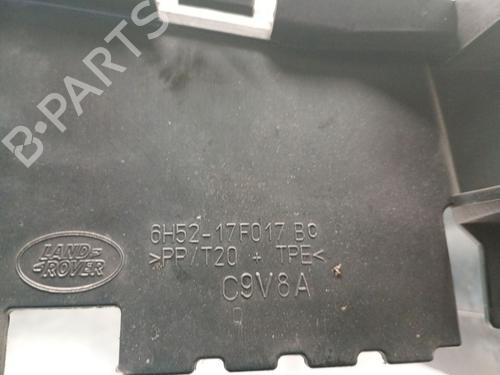 B-PARTS
6H52-17F017 BC
>PP/T20 + TPE<
LAND-
-ROVER
C9V8A